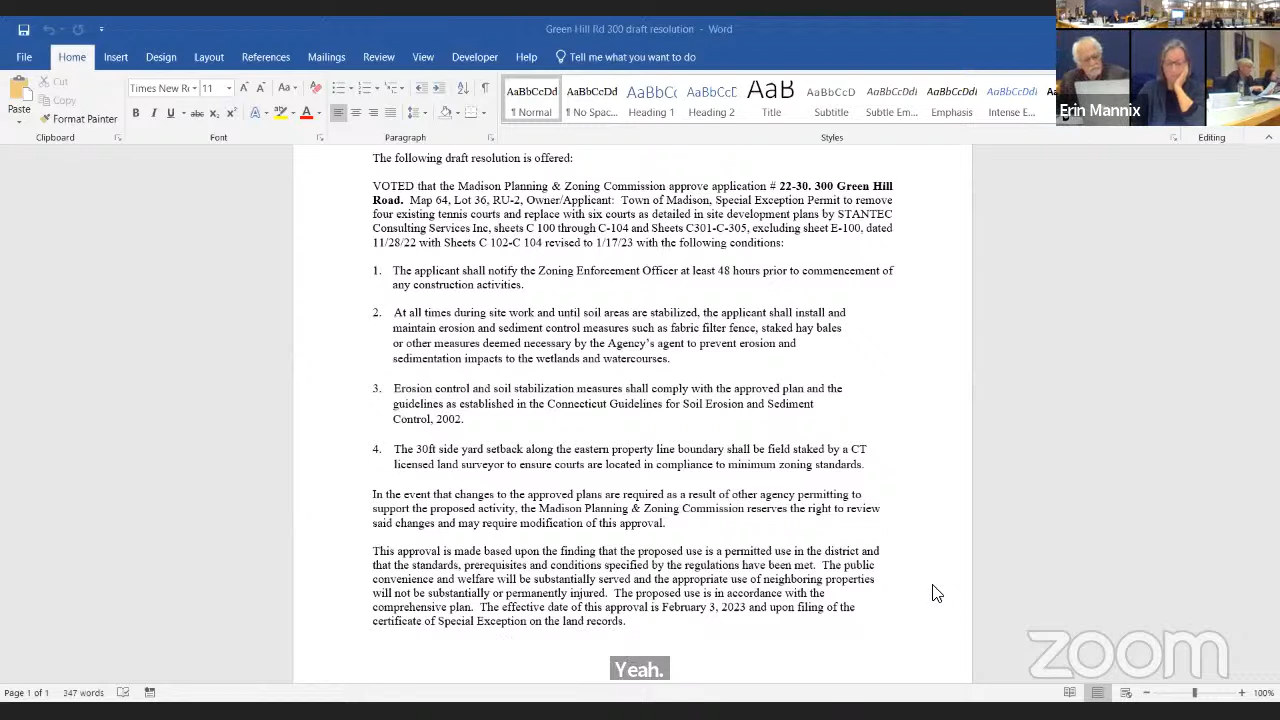 Green Hill Rd 300 draft resolution - Word
File Home Insert Design Layout References Mailings Review View Developer Help Tell me what you want to do
Paste
Cut
Copy
Format Painter
Clipboard
Times New Ro 11
Font
Paragraph
AaBbCcDd AaBbCcDd AaBbCc AaBbCcD AaB AaBbCcD AaBbCcDd AaBbCcDd AaBbCcDd
¶ Normal ¶ No Spac... Heading 1 Heading 2 Title Subtitle Subtle Em... Emphasis Intense E...
Styles
Editing
Erin Mannix
The following draft resolution is offered:
VOTED that the Madison Planning & Zoning Commission approve application # 22-30. 300 Green Hill
Road. Map 64, Lot 36, RU-2, Owner/Applicant: Town of Madison, Special Exception Permit to remove
four existing tennis courts and replace with six courts as detailed in site development plans by STANTEC
Consulting Services Inc, sheets C 100 through C-104 and Sheets C301-C-305, excluding sheet E-100, dated
11/28/22 with Sheets C 102-C 104 revised to 1/17/23 with the following conditions:
1. The applicant shall notify the Zoning Enforcement Officer at least 48 hours prior to commencement of
any construction activities.
2. At all times during site work and until soil areas are stabilized, the applicant shall install and
maintain erosion and sediment control measures such as fabric filter fence, staked hay bales
or other measures deemed necessary by the Agency's agent to prevent erosion and
sedimentation impacts to the wetlands and watercourses.
3. Erosion control and soil stabilization measures shall comply with the approved plan and the
guidelines as established in the Connecticut Guidelines for Soil Erosion and Sediment
Control, 2002.
4. The 30ft side yard setback along the eastern property line boundary shall be field staked by a CT
licensed land surveyor to ensure courts are located in compliance to minimum zoning standards.
In the event that changes to the approved plans are required as a result of other agency permitting to
support the proposed activity, the Madison Planning & Zoning Commission reserves the right to review
said changes and may require modification of this approval.
This approval is made based upon the finding that the proposed use is a permitted use in the district and
that the standards, prerequisites and conditions specified by the regulations have been met. The public
convenience and welfare will be substantially served and the appropriate use of neighboring properties
will not be substantially or permanently injured. The proposed use is in accordance with the
comprehensive plan. The effective date of this approval is February 3, 2023 and upon filing of the
certificate of Special Exception on the land records.
zoom
Yeah.
Page 1 of 1 347 words 100%